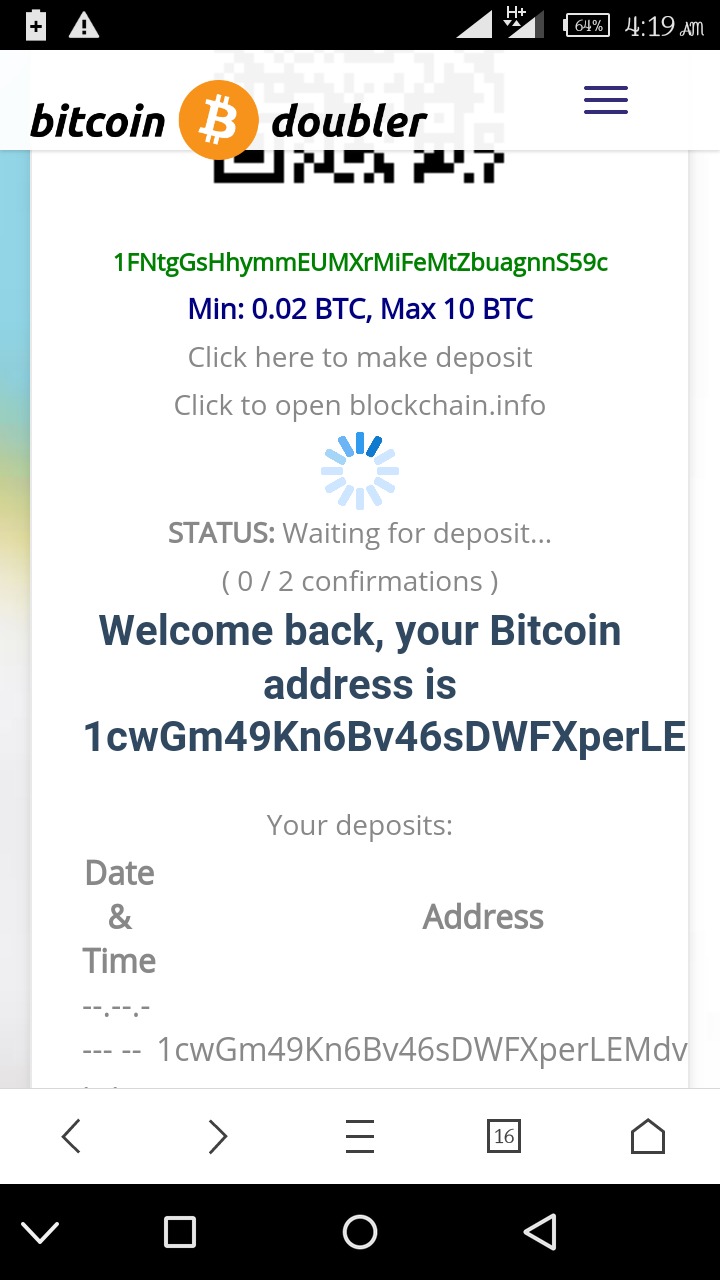 H+
64%
4:19 AM
bitcoin B doubler
1FNtgGsHhymmEUMXrMiFeMtZbuagnnS59c
Min: 0.02 BTC, Max 10 BTC
Click here to make deposit
Click to open blockchain.info
STATUS: Waiting for deposit...
( 0 / 2 confirmations )
Welcome back, your Bitcoin
address is
1cwGm49Kn6Bv46sDWFXperLE
Your deposits:
Date
&
Time
Address
--.--.-
--- -- 1cwGm49Kn6Bv46sDWFXperLEMdv
16